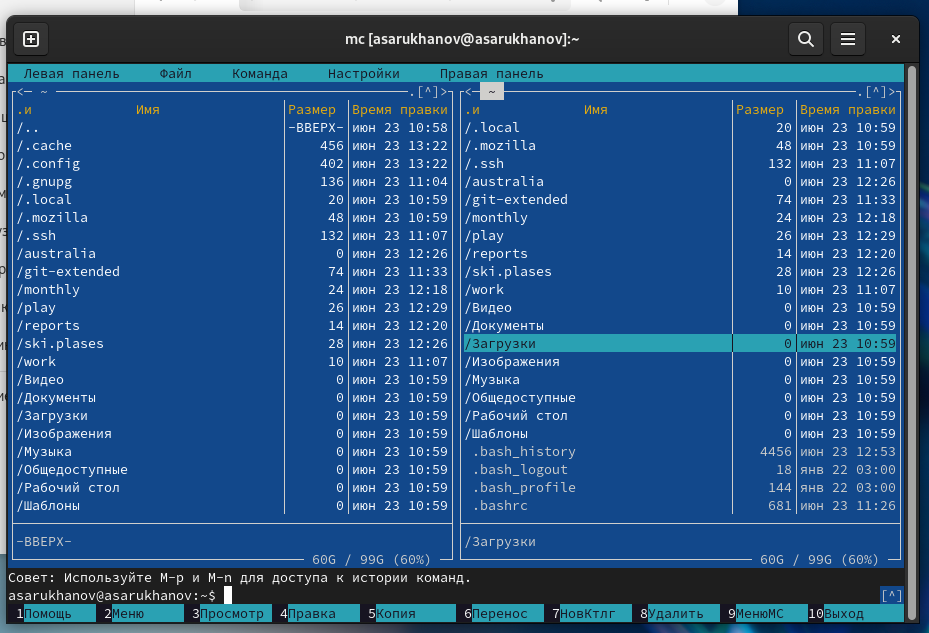 mc [asarukhanov@asarukhanov]:~
Левая панель Файл Команда Настройки Правая панель
<─ ~ .[^]> <─ ~ .[^]>
.и Имя Размер Время правки .и Имя Размер Время правки
/.. -ВВЕРХ- июн 23 10:58 /.local 20 июн 23 10:59
/.cache 456 июн 23 13:22 /.mozilla 48 июн 23 10:59
/.config 402 июн 23 13:22 /.ssh 132 июн 23 11:07
/.gnupg 136 июн 23 11:04 /australia 0 июн 23 12:26
/.local 20 июн 23 10:59 /git-extended 74 июн 23 11:33
/.mozilla 48 июн 23 10:59 /monthly 24 июн 23 12:18
/.ssh 132 июн 23 11:07 /play 26 июн 23 12:29
/australia 0 июн 23 12:26 /reports 14 июн 23 12:20
/git-extended 74 июн 23 11:33 /ski.plases 28 июн 23 12:26
/monthly 24 июн 23 12:18 /work 10 июн 23 11:07
/play 26 июн 23 12:29 /Видео 0 июн 23 10:59
/reports 14 июн 23 12:20 /Документы 0 июн 23 10:59
/ski.plases 28 июн 23 12:26 /Загрузки 0 июн 23 10:59
/work 10 июн 23 11:07 /Изображения 0 июн 23 10:59
/Видео 0 июн 23 10:59 /Музыка 0 июн 23 10:59
/Документы 0 июн 23 10:59 /Общедоступные 0 июн 23 10:59
/Загрузки 0 июн 23 10:59 /Рабочий стол 0 июн 23 10:59
/Изображения 0 июн 23 10:59 /Шаблоны 0 июн 23 10:59
/Музыка 0 июн 23 10:59 .bash_history 4456 июн 23 12:53
/Общедоступные 0 июн 23 10:59 .bash_logout 18 янв 22 03:00
/Рабочий стол 0 июн 23 10:59 .bash_profile 144 янв 22 03:00
/Шаблоны 0 июн 23 10:59 .bashrc 681 июн 23 11:26
-ВВЕРХ- /Загрузки
60G / 99G (60%) 60G / 99G (60%)
Совет: Используйте M-p и M-n для доступа к истории команд.
asarukhanov@asarukhanov:~$ [^]
1Помощь 2Меню 3Просмотр 4Правка 5Копия 6Перенос 7НовКтлг 8Удалить 9МенюMC 10Выход